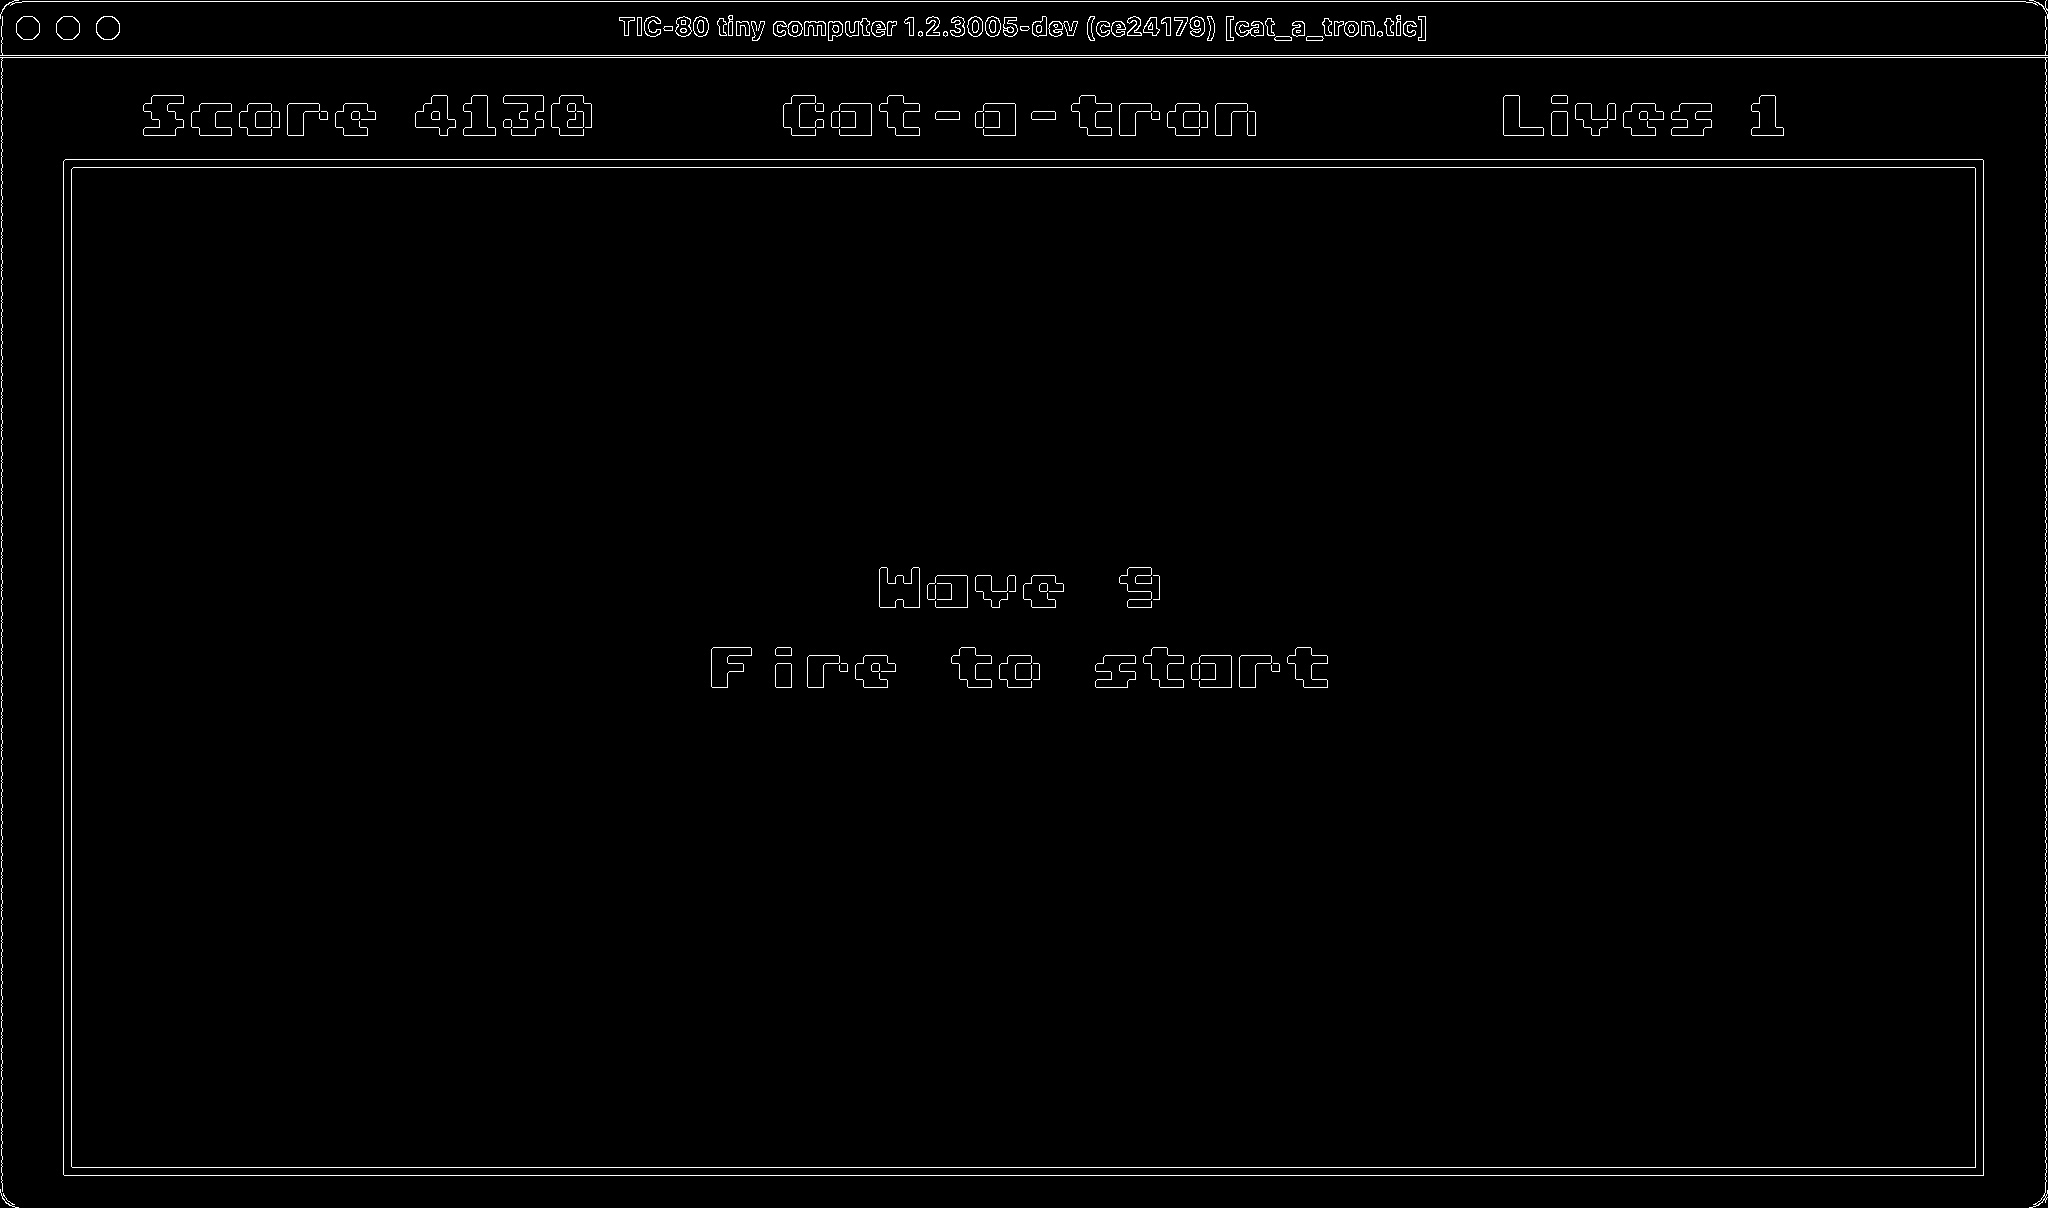 TIC-80 tiny computer 1.2.3005-dev (ce24179) [cat_a_tron.tic]
Score 4130 Cat-a-tron Lives 1
Wave 9
Fire to start